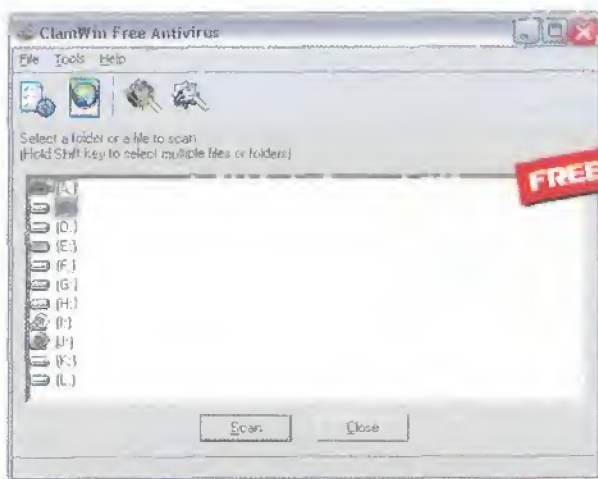 ClamWin Free Antivirus
File Tools Help
Select a folder or a file to scan
(Hold Shift key to select multiple files or folders)
FREE
(A:)
(D:)
(E:)
(F:)
(G:)
(H:)
(I:)
(J:)
(K:)
(L:)
Scan Close